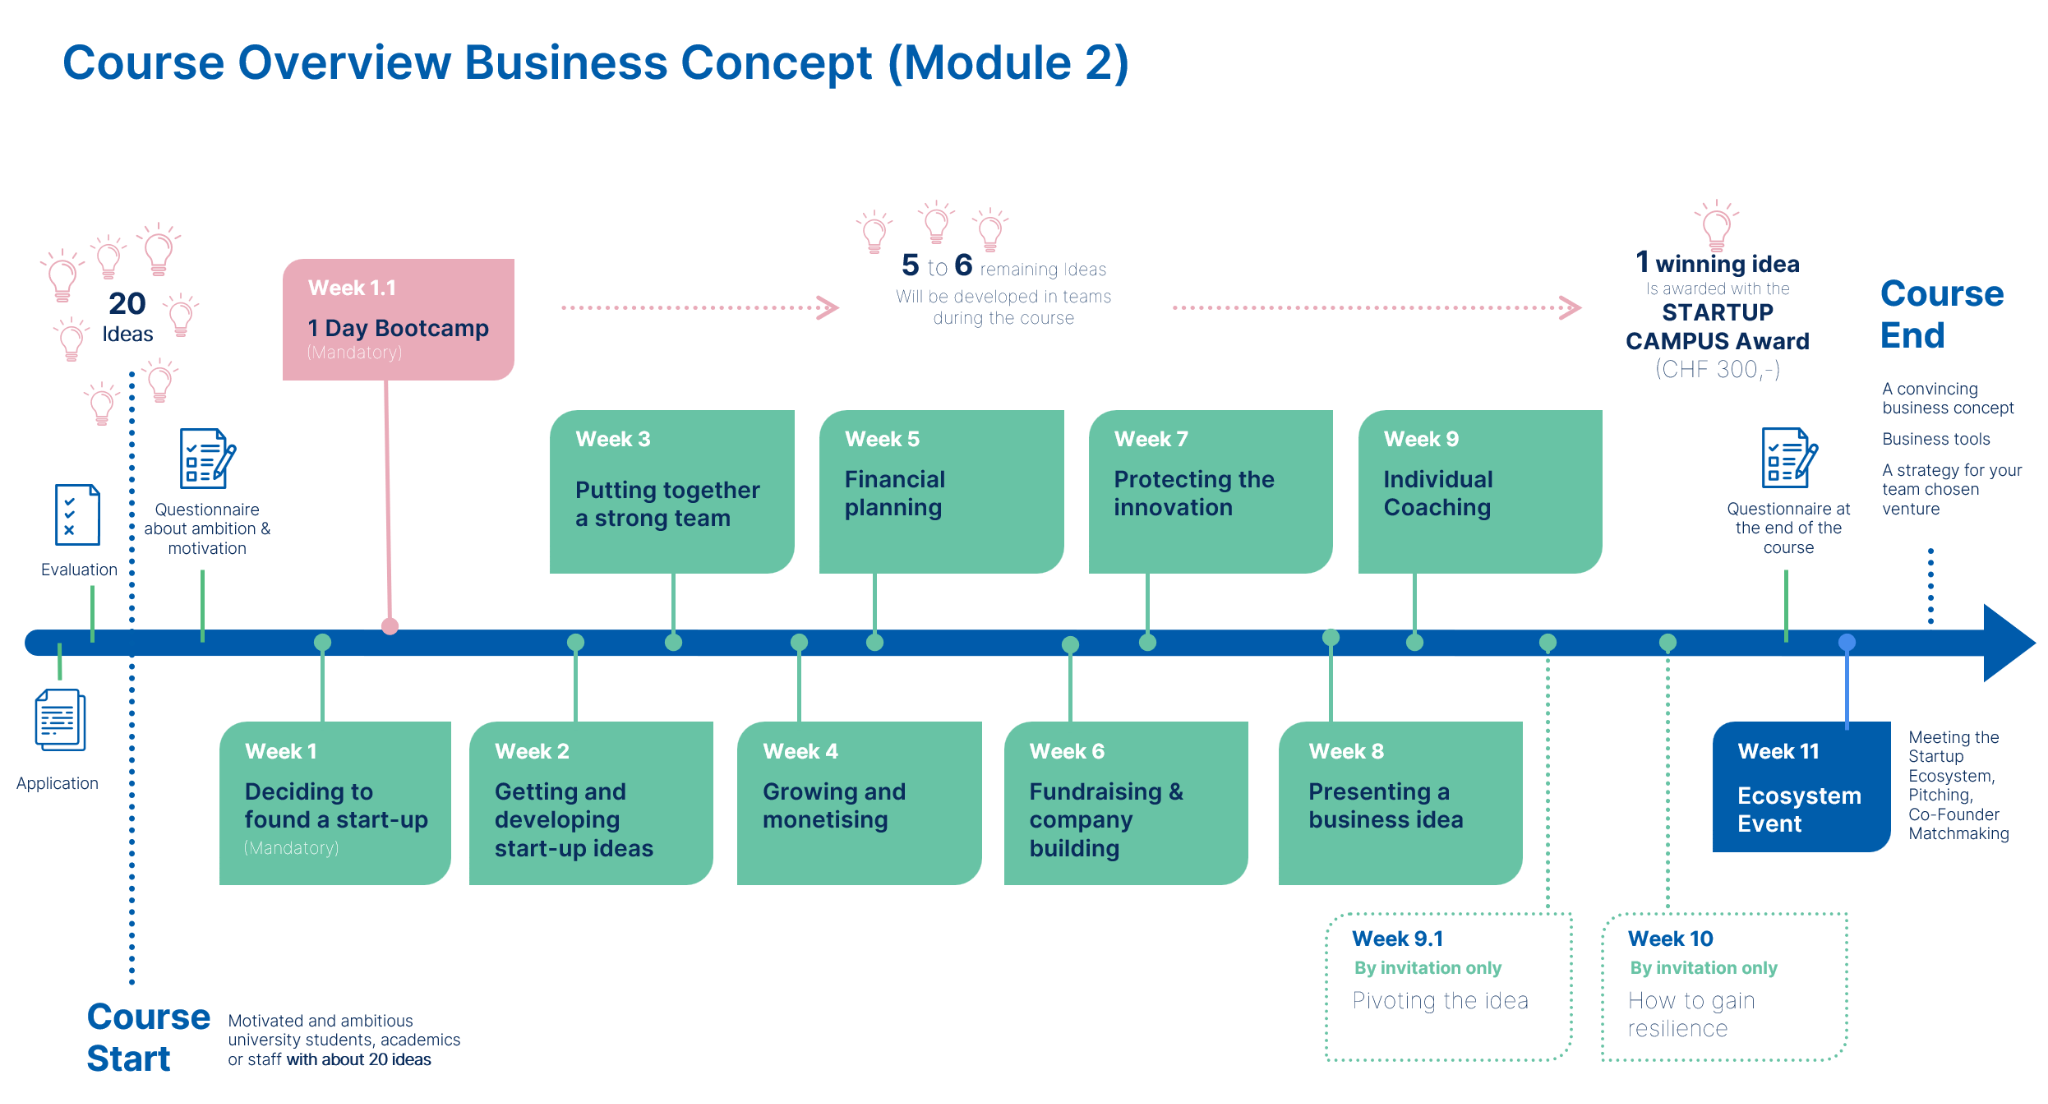 Course Overview Business Concept (Module 2)
20
Ideas
Week 1.1
1 Day Bootcamp
(Mandatory)
5 to 6 remaining Ideas
Will be developed in teams
during the course
1 winning idea
Is awarded with the
STARTUP
CAMPUS Award
(CHF 300,-)
Course
End
A convincing
business concept
Business tools
A strategy for your
team chosen
venture
Evaluation
Questionnaire
about ambition &
motivation
Week 3
Putting together
a strong team
Week 5
Financial
planning
Week 7
Protecting the
innovation
Week 9
Individual
Coaching
Questionnaire at
the end of the
course
Application
Week 1
Deciding to
found a start-up
(Mandatory)
Week 2
Getting and
developing
start-up ideas
Week 4
Growing and
monetising
Week 6
Fundraising &
company
building
Week 8
Presenting a
business idea
Week 11
Ecosystem
Event
Meeting the
Startup
Ecosystem,
Pitching,
Co-Founder
Matchmaking
Week 9.1
By invitation only
Pivoting the idea
Week 10
By invitation only
How to gain
resilience
Course
Start
Motivated and ambitious
university students, academics
or staff with about 20 ideas